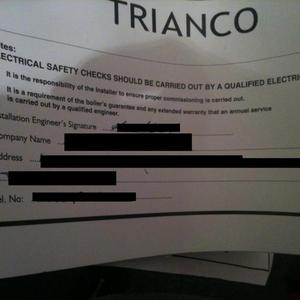 TRIANCO
tes:
LECTRICAL SAFETY CHECKS SHOULD BE CARRIED OUT BY A QUALIFIED ELECTRI
It is the responsibility of the Installer to ensure proper commissioning is carried out.
It is a requirement of the boiler's guarantee and any extended warranty that an annual service
is carried out by a qualified engineer.
stallation Engineer's Signature
ompany Name
ddress
el. No: